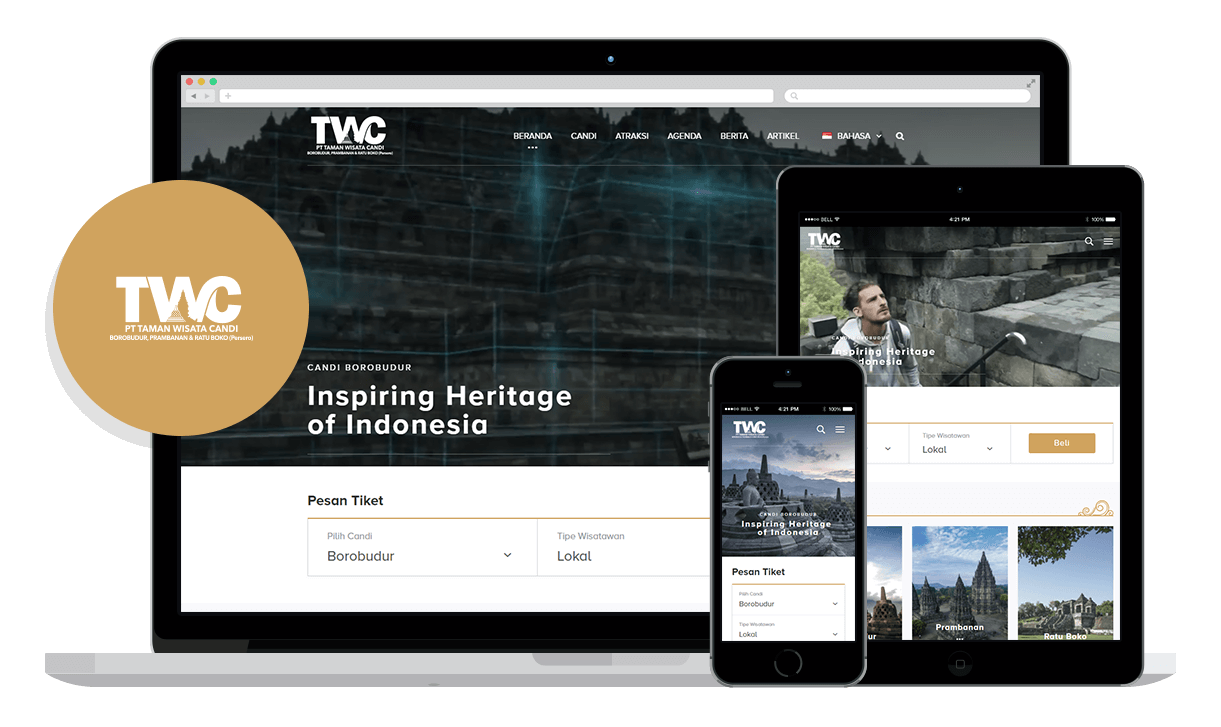 TWC
PT TAMAN WISATA CANDI
BOROBUDUR, PRAMBANAN & RATU BOKO (Persero)
TWC
PT TAMAN WISATA CANDI
BOROBUDUR, PRAMBANAN & RATU BOKO (Persero)
BERANDA CANDI ATRAKSI AGENDA BERITA ARTIKEL BAHASA
CANDI BOROBUDUR
Inspiring Heritage
of Indonesia
Pesan Tiket
Pilih Candi
Borobudur
Tipe Wisatawan
Lokal
BELL 4:21 PM 100%
TWC
CANDI BOROBUDUR
Inspiring Heritage
of Indonesia
Pesan Tiket
Pilih Candi
Borobudur
Tipe Wisatawan
Lokal
BELL 4:21 PM 100%
TWC
CANDI BOROBUDUR
Inspiring Heritage
donesia
Tipe Wisatawan
Lokal
Beli
ur
Prambanan
Ratu Boko